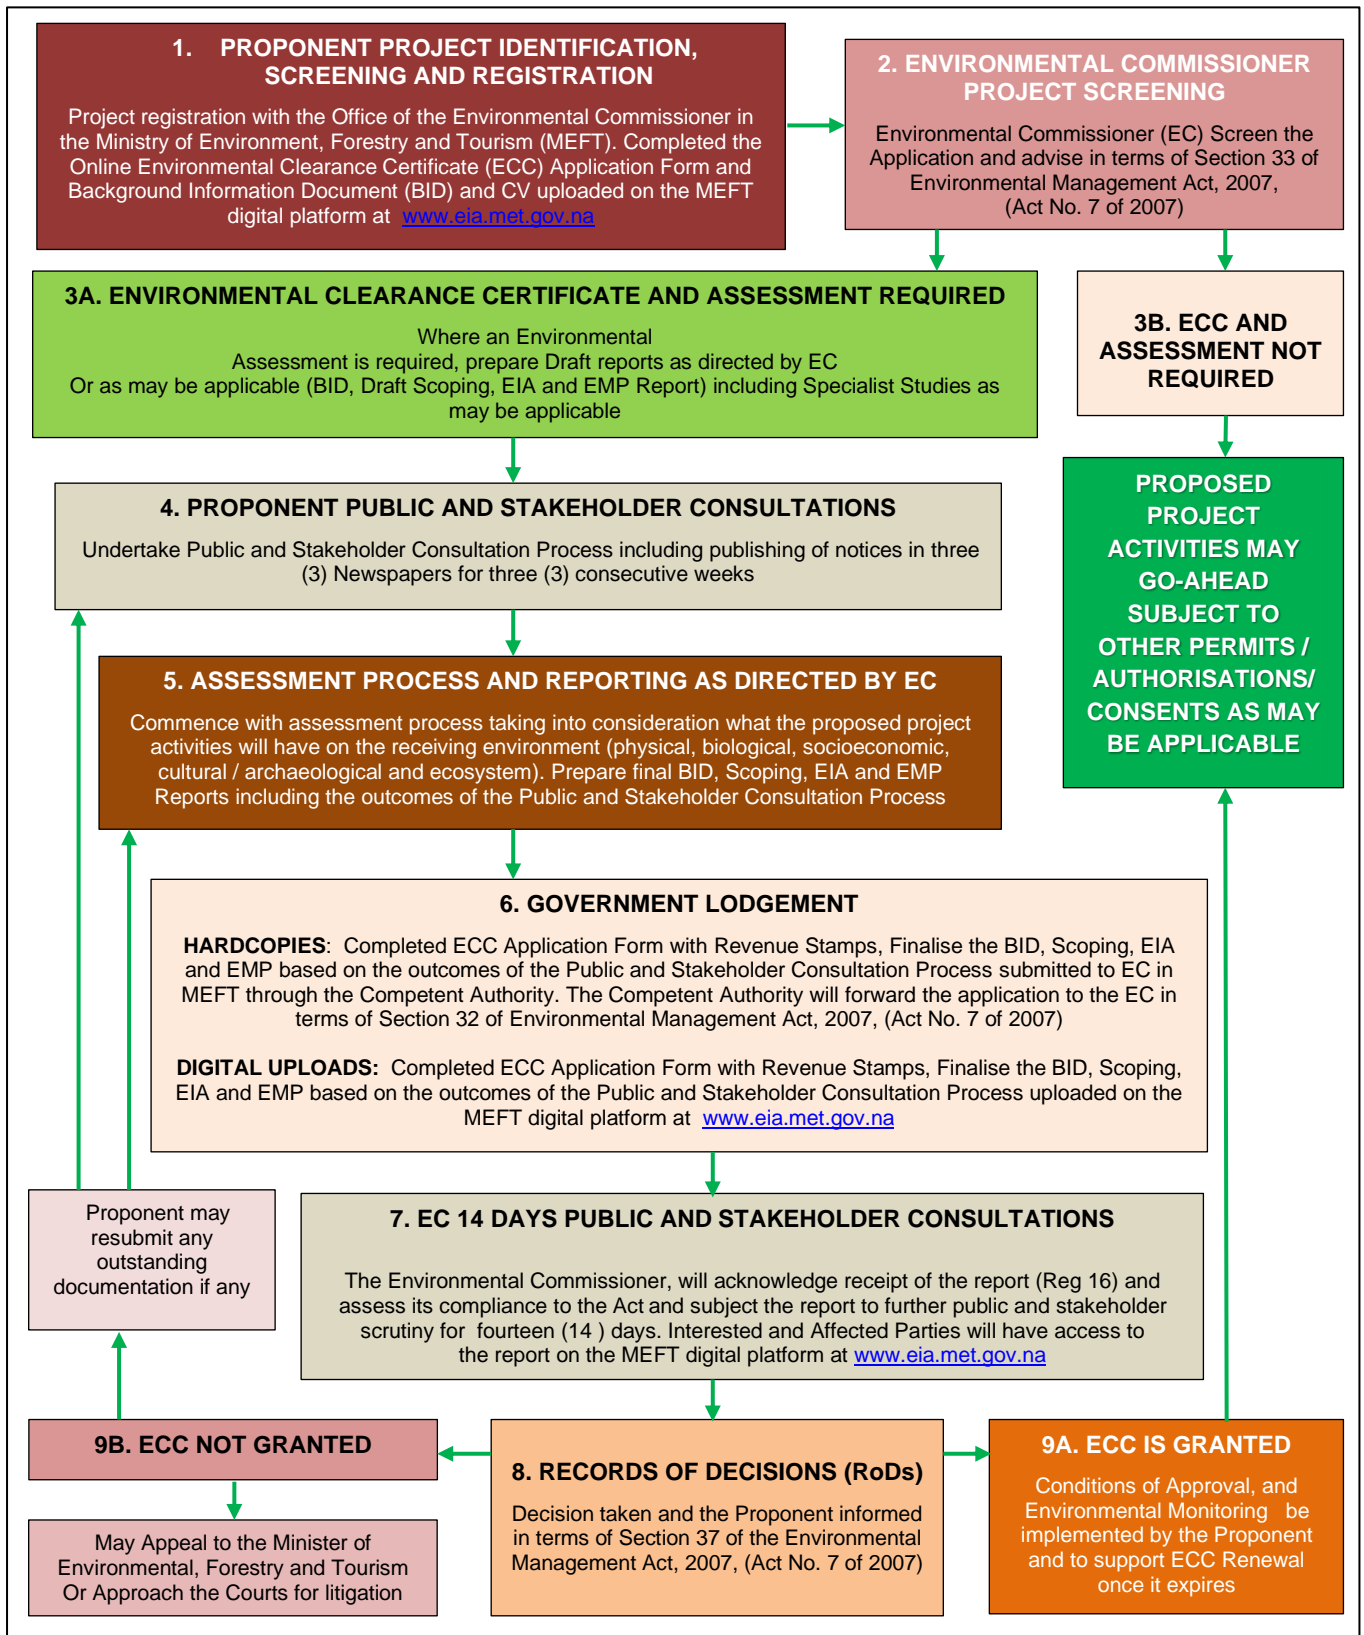 1. PROPONENT PROJECT IDENTIFICATION,
SCREENING AND REGISTRATION
Project registration with the Office of the Environmental Commissioner in
the Ministry of Environment, Forestry and Tourism (MEFT). Completed the
Online Environmental Clearance Certificate (ECC) Application Form and
Background Information Document (BID) and CV uploaded on the MEFT
digital platform at www.eia.met.gov.na
2. ENVIRONMENTAL COMMISSIONER
PROJECT SCREENING
Environmental Commissioner (EC) Screen the
Application and advise in terms of Section 33 of
Environmental Management Act, 2007,
(Act No. 7 of 2007)
3A. ENVIRONMENTAL CLEARANCE CERTIFICATE AND ASSESSMENT REQUIRED
Where an Environmental
Assessment is required, prepare Draft reports as directed by EC
Or as may be applicable (BID, Draft Scoping, EIA and EMP Report) including Specialist Studies as
may be applicable
3B. ECC AND
ASSESSMENT NOT
REQUIRED
4. PROPONENT PUBLIC AND STAKEHOLDER CONSULTATIONS
Undertake Public and Stakeholder Consultation Process including publishing of notices in three
(3) Newspapers for three (3) consecutive weeks
PROPOSED
PROJECT
ACTIVITIES MAY
GO-AHEAD
SUBJECT TO
OTHER PERMITS /
AUTHORISATIONS/
CONSENTS AS MAY
BE APPLICABLE
5. ASSESSMENT PROCESS AND REPORTING AS DIRECTED BY EC
Commence with assessment process taking into consideration what the proposed project
activities will have on the receiving environment (physical, biological, socioeconomic,
cultural / archaeological and ecosystem). Prepare final BID, Scoping, EIA and EMP
Reports including the outcomes of the Public and Stakeholder Consultation Process
6. GOVERNMENT LODGEMENT
HARDCOPIES: Completed ECC Application Form with Revenue Stamps, Finalise the BID, Scoping, EIA
and EMP based on the outcomes of the Public and Stakeholder Consultation Process submitted to EC in
MEFT through the Competent Authority. The Competent Authority will forward the application to the EC in
terms of Section 32 of Environmental Management Act, 2007, (Act No. 7 of 2007)
DIGITAL UPLOADS: Completed ECC Application Form with Revenue Stamps, Finalise the BID, Scoping,
EIA and EMP based on the outcomes of the Public and Stakeholder Consultation Process uploaded on the
MEFT digital platform at www.eia.met.gov.na
Proponent may
resubmit any
outstanding
documentation if any
7. EC 14 DAYS PUBLIC AND STAKEHOLDER CONSULTATIONS
The Environmental Commissioner, will acknowledge receipt of the report (Reg 16) and
assess its compliance to the Act and subject the report to further public and stakeholder
scrutiny for fourteen (14 ) days. Interested and Affected Parties will have access to
the report on the MEFT digital platform at www.eia.met.gov.na
9B. ECC NOT GRANTED
May Appeal to the Minister of
Environmental, Forestry and Tourism
Or Approach the Courts for litigation
8. RECORDS OF DECISIONS (RoDs)
Decision taken and the Proponent informed
in terms of Section 37 of the Environmental
Management Act, 2007, (Act No. 7 of 2007)
9A. ECC IS GRANTED
Conditions of Approval, and
Environmental Monitoring be
implemented by the Proponent
and to support ECC Renewal
once it expires